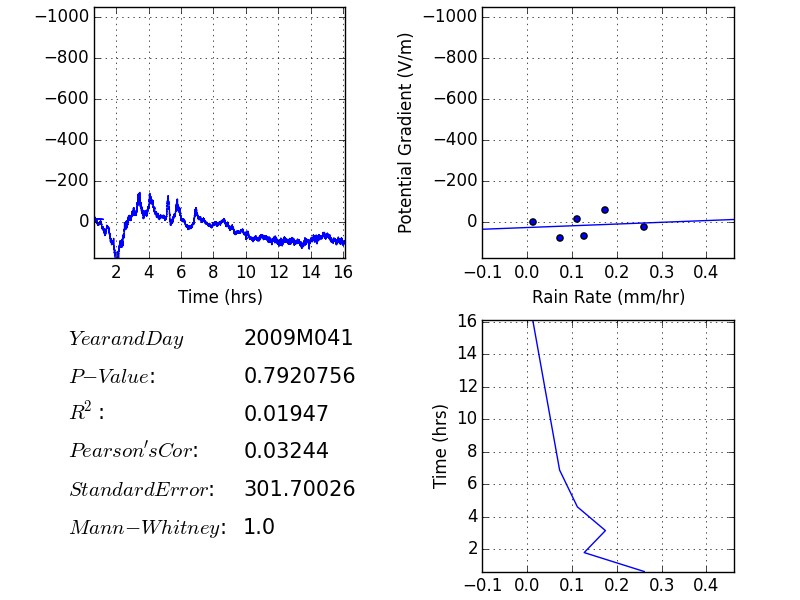 −1000
−800
−600
−400
−200
0
2 4 6 8 10 12 14 16
Time (hrs)
Potential Gradient (V/m)
−1000
−800
−600
−400
−200
0
−0.1 0.0 0.1 0.2 0.3 0.4
Rain Rate (mm/hr)
YearandDay 2009M041
P−Value: 0.7920756
R²: 0.01947
Pearson'sCor: 0.03244
StandardError: 301.70026
Mann−Whitney: 1.0
Time (hrs)
16
14
12
10
8
6
4
2
−0.1 0.0 0.1 0.2 0.3 0.4